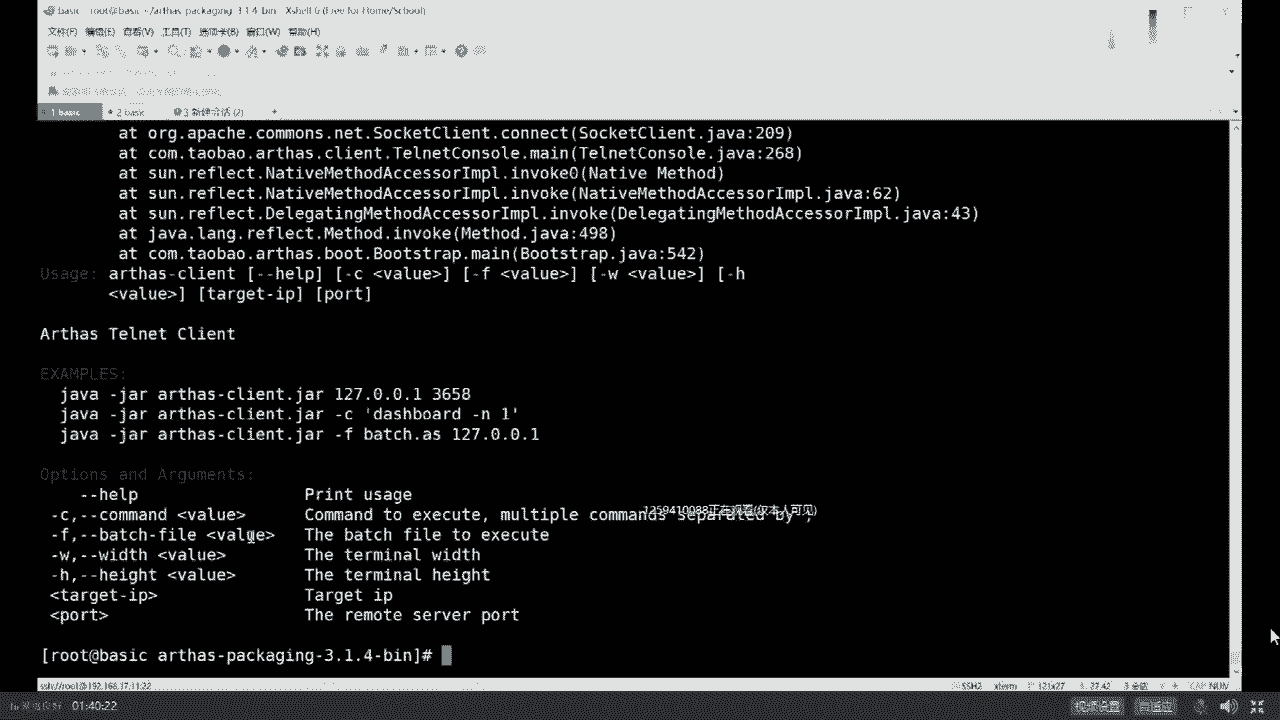 basic - root@basic:~/arthas-packaging-3.1.4-bin - Xshell 6 (Free for Home/School)
文件(F) 编辑(E) 查看(V) 工具(T) 选项卡(B) 窗口(W) 帮助(H)
1 basic 2 basic 3 新建会话 (2) +
at org.apache.commons.net.SocketClient.connect(SocketClient.java:209)
at com.taobao.arthas.client.TelnetConsole.main(TelnetConsole.java:268)
at sun.reflect.NativeMethodAccessorImpl.invoke0(Native Method)
at sun.reflect.NativeMethodAccessorImpl.invoke(NativeMethodAccessorImpl.java:62)
at sun.reflect.DelegatingMethodAccessorImpl.invoke(DelegatingMethodAccessorImpl.java:43)
at java.lang.reflect.Method.invoke(Method.java:498)
at com.taobao.arthas.boot.Bootstrap.main(Bootstrap.java:542)
Usage: arthas-client [--help] [-c <value>] [-f <value>] [-w <value>] [-h
<value>] [target-ip] [port]
Arthas Telnet Client
EXAMPLES:
java -jar arthas-client.jar 127.0.0.1 3658
java -jar arthas-client.jar -c 'dashboard -n 1'
java -jar arthas-client.jar -f batch.as 127.0.0.1
Options and Arguments:
--help Print usage
-c,--command <value> Command to execute, multiple commands separated by ;
1259410088正在观看(仅本人可见)
-f,--batch-file <value> The batch file to execute
-w,--width <value> The terminal width
-h,--height <value> The terminal height
<target-ip> Target ip
<port> The remote server port
[root@basic arthas-packaging-3.1.4-bin]#
ssh://root@192.168.17.11:22 SSH2 xterm 121x27 27,42 3 会话 CAP NUM
01:40:22